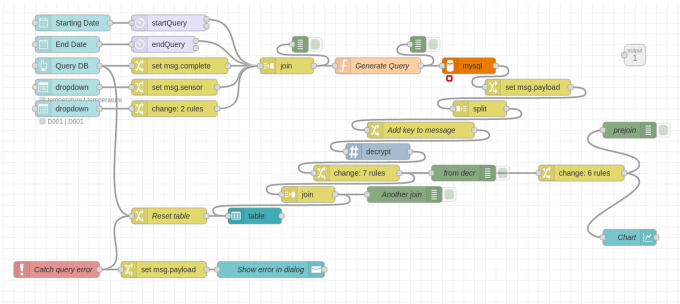 Starting Date
startQuery
End Date
endQuery
output
1
Query DB
set msg.complete
join
Generate Query
mysql
dropdown
set msg.sensor
set msg.payload
temperature | temperature
dropdown
change: 2 rules
split
D001 | D001
Add key to message
prejoin
decrypt
change: 7 rules
from decr
change: 6 rules
join
Another join
Reset table
table
Chart
Catch query error
set msg.payload
Show error in dialog